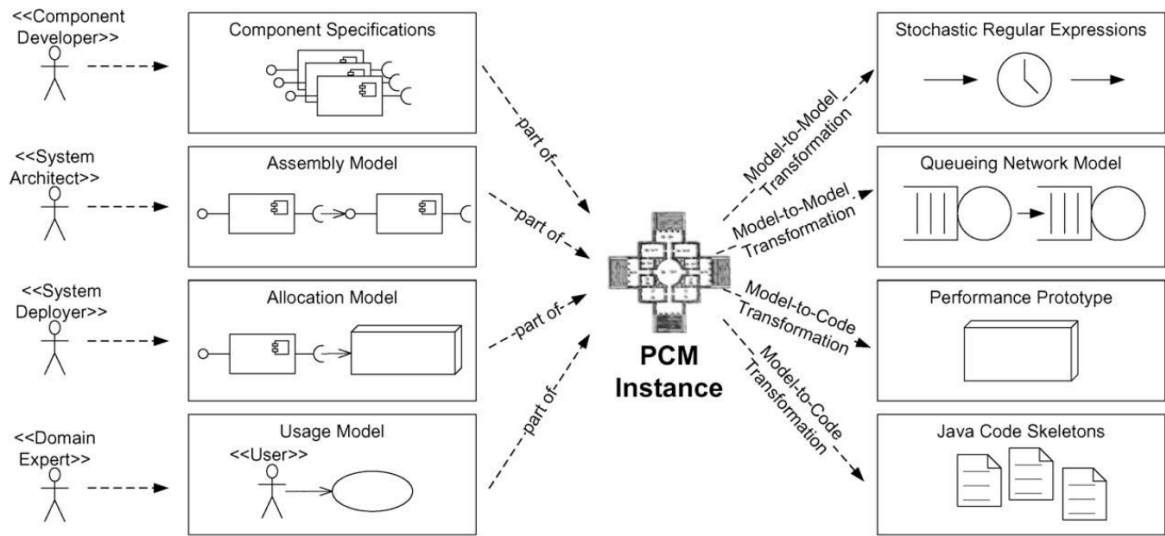 <<Component
Developer>>
Component Specifications
<<System
Architect>>
Assembly Model
<<System
Deployer>>
Allocation Model
<<Domain
Expert>>
Usage Model
<<User>>
part of
part of
part of
part of
PCM
Instance
Model-to-Model
Transformation
Model-to-Model
Transformation
Model-to-Code
Transformation
Model-to-Code
Transformation
Stochastic Regular Expressions
Queueing Network Model
Performance Prototype
Java Code Skeletons